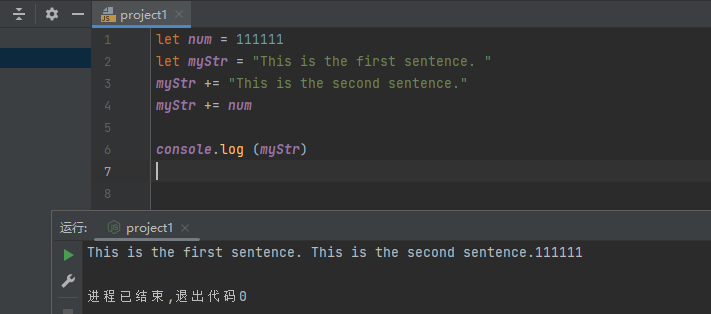 JS project1
1 let num = 111111
2 let myStr = "This is the first sentence. "
3 myStr += "This is the second sentence."
4 myStr += num
5
6 console.log (myStr)
7
8
运行: JS project1
This is the first sentence. This is the second sentence.111111
进程已结束,退出代码0